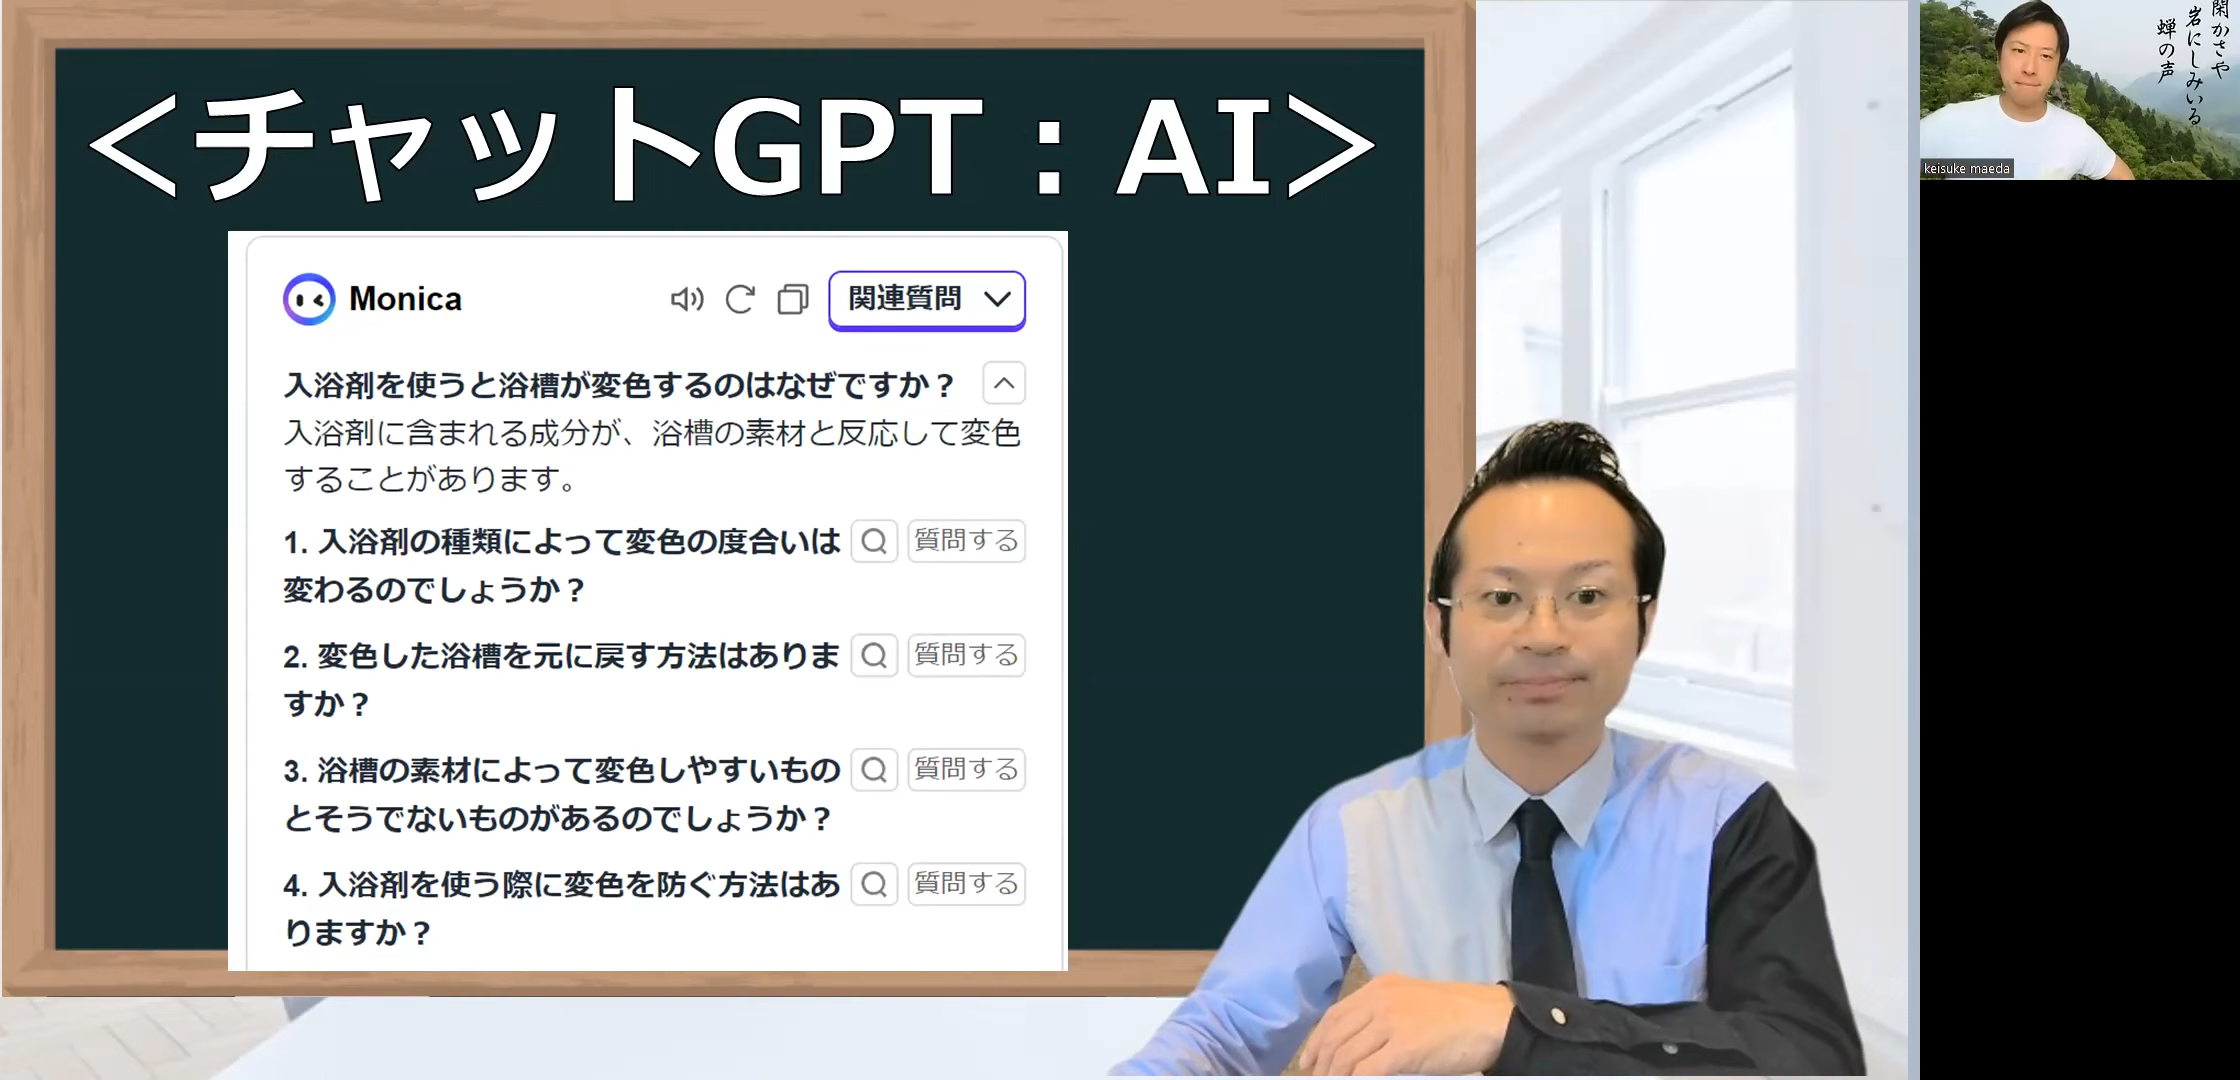 <チャットGPT：AI>
Monica
関連質問
入浴剤を使うと浴槽が変色するのはなぜですか？
入浴剤に含まれる成分が、浴槽の素材と反応して変色
することがあります。
1. 入浴剤の種類によって変色の度合いは
変わるのでしょうか？
質問する
2. 変色した浴槽を元に戻す方法はありま
すか？
質問する
3. 浴槽の素材によって変色しやすいもの
とそうでないものがあるのでしょうか？
質問する
4. 入浴剤を使う際に変色を防ぐ方法はあ
りますか？
質問する
閑かさや
岩にしみいる
蝉の声
keisuke maeda